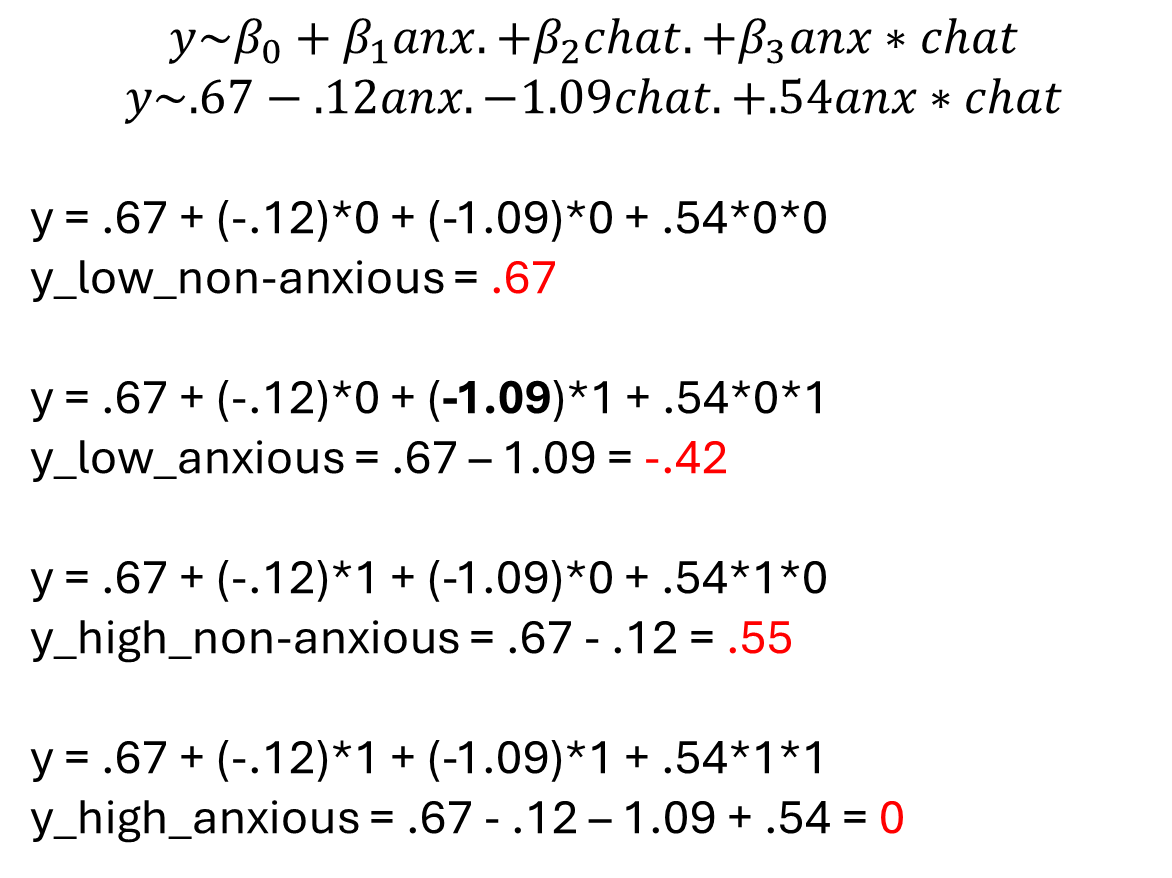 y~β₀ + β₁anx. +β₂chat. +β₃anx ∗ chat
y~.67 − .12anx. −1.09chat. +.54anx ∗ chat
y = .67 + (-.12)*0 + (-1.09)*0 + .54*0*0
y_low_non-anxious = .67
y = .67 + (-.12)*0 + (-1.09)*1 + .54*0*1
y_low_anxious = .67 – 1.09 = -.42
y = .67 + (-.12)*1 + (-1.09)*0 + .54*1*0
y_high_non-anxious = .67 - .12 = .55
y = .67 + (-.12)*1 + (-1.09)*1 + .54*1*1
y_high_anxious = .67 - .12 – 1.09 + .54 = 0